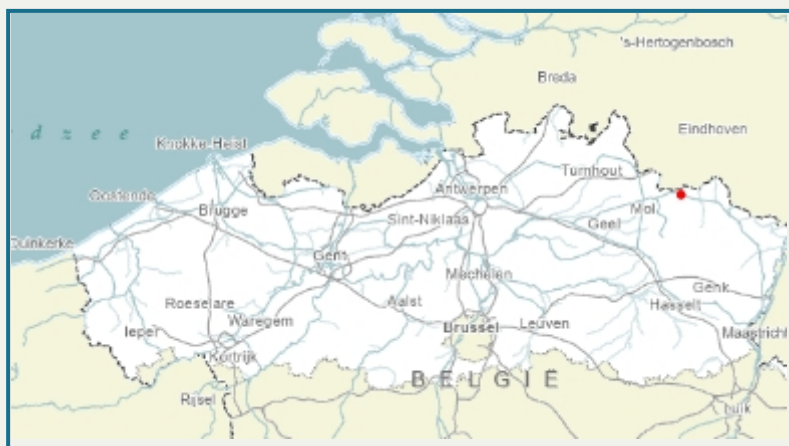 's-Hertogenbosch
Breda
Eindhoven
d z e e
Knokke-Heist
Turnhout
Antwerpen
Oostende
Brugge
Sint-Niklaas
Geel
Mol
Duinkerke
Gent
Mechelen
Genk
Roeselare
Aalst
Hasselt
Ieper
Waregem
Brussel
Leuven
Maastricht
Kortrijk
BELGIË
Rijsel
Luik